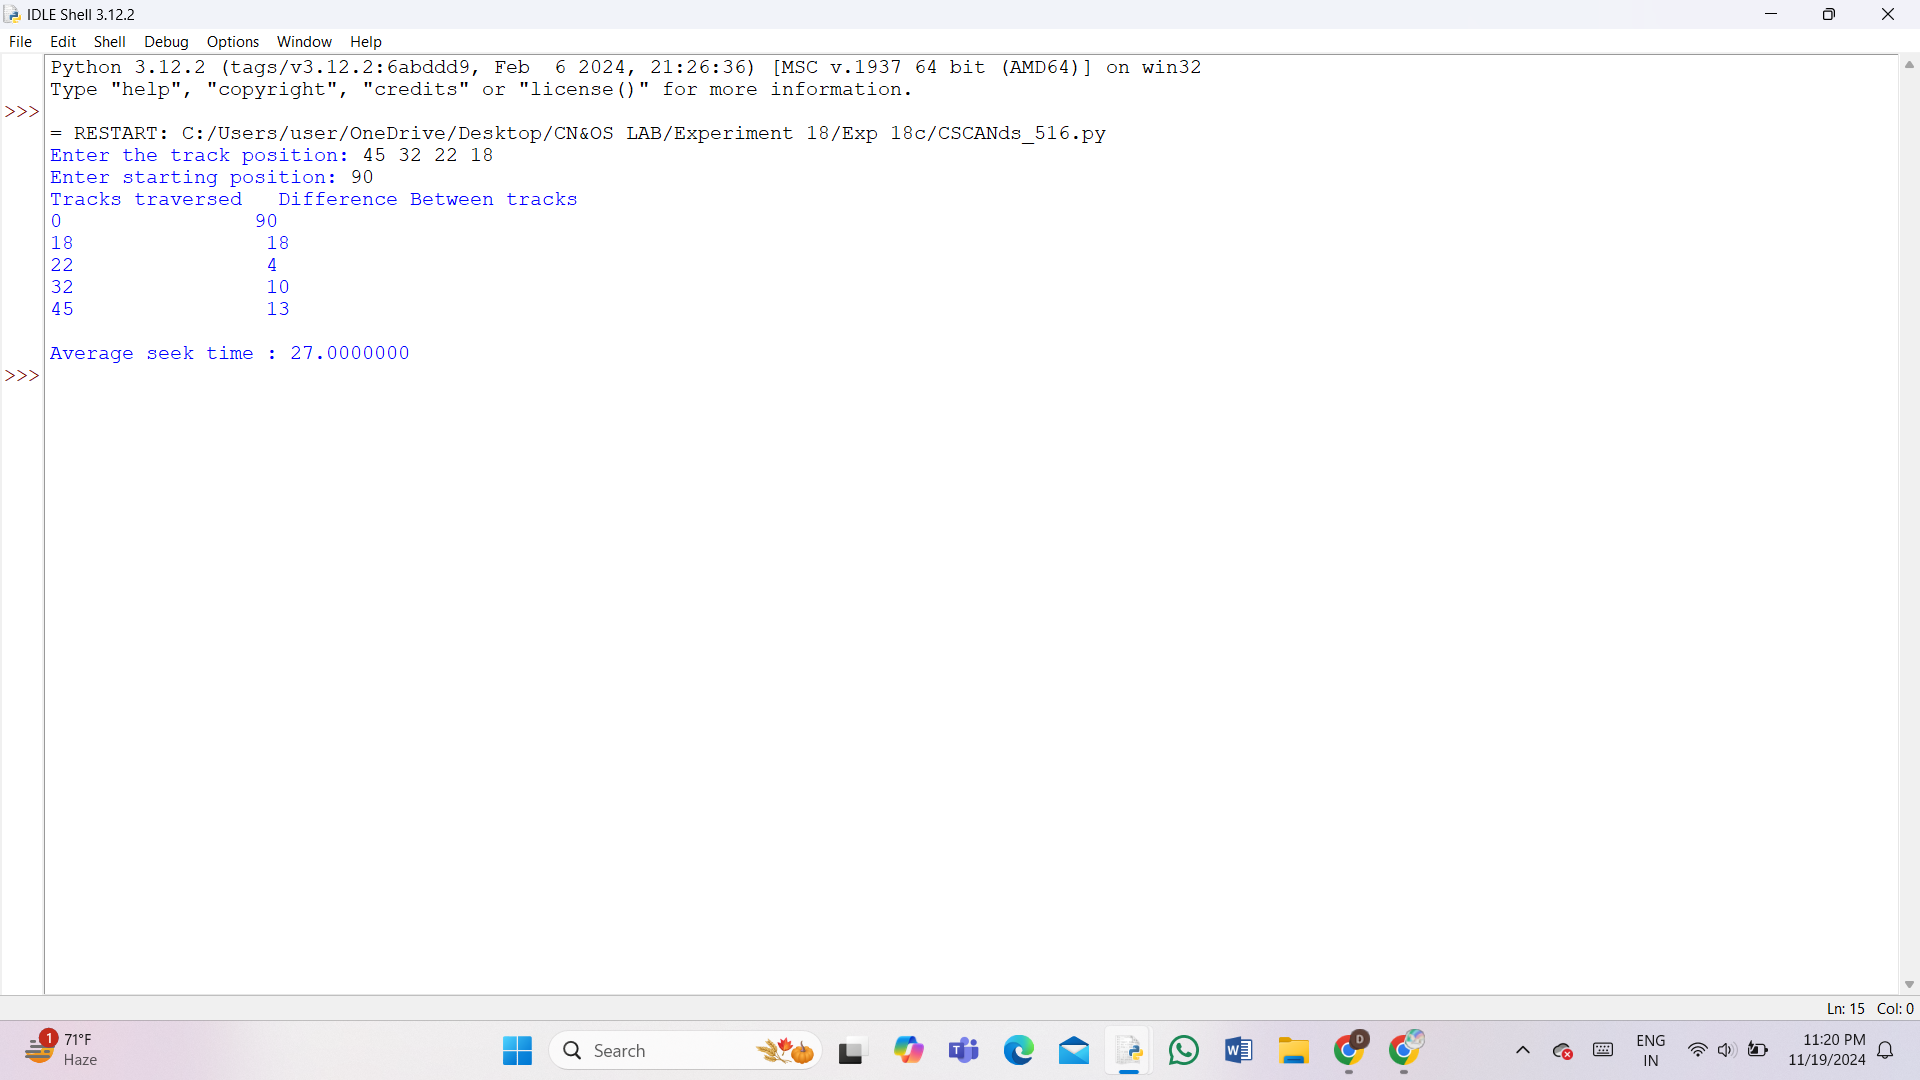 IDLE Shell 3.12.2
File Edit Shell Debug Options Window Help
Python 3.12.2 (tags/v3.12.2:6abddd9, Feb  6 2024, 21:26:36) [MSC v.1937 64 bit (AMD64)] on win32
Type "help", "copyright", "credits" or "license()" for more information.
>>>
= RESTART: C:/Users/user/OneDrive/Desktop/CN&OS LAB/Experiment 18/Exp 18c/CSCANds_516.py
Enter the track position: 45 32 22 18
Enter starting position: 90
Tracks traversed   Difference Between tracks
0                90
18                18
22                4
32                10
45                13
Average seek time : 27.0000000
>>>
Ln: 15 Col: 0
1 71°F
Haze
Search
D
ENG
IN
11:20 PM
11/19/2024